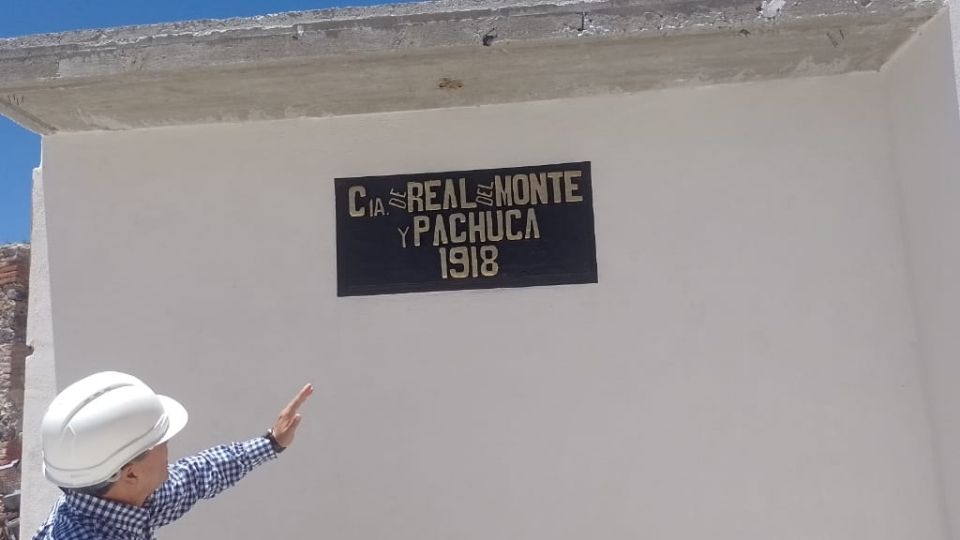 CIA. DE REAL DEL MONTE
Y PACHUCA
1918